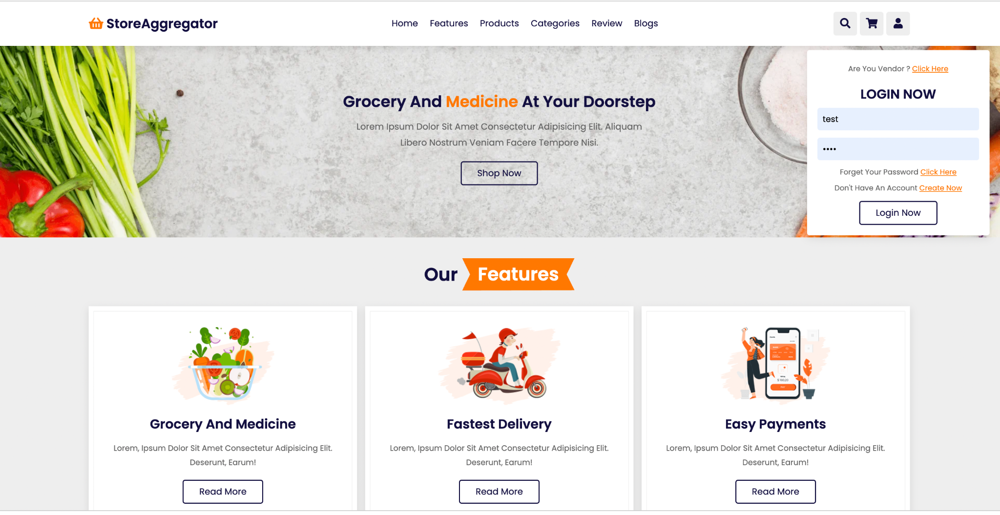 StoreAggregator
Home Features Products Categories Review Blogs
Are You Vendor ? Click Here
LOGIN NOW
test
••••
Forget Your Password Click Here
Don't Have An Account Create Now
Login Now
Grocery And Medicine At Your Doorstep
Lorem Ipsum Dolor Sit Amet Consectetur Adipisicing Elit. Aliquam
Libero Nostrum Veniam Facere Tempore Nisi.
Shop Now
Our Features
Grocery And Medicine
Lorem, Ipsum Dolor Sit Amet Consectetur Adipisicing Elit.
Deserunt, Earum!
Read More
Fastest Delivery
Lorem, Ipsum Dolor Sit Amet Consectetur Adipisicing Elit.
Deserunt, Earum!
Read More
$ 160,20
PAY
Easy Payments
Lorem, Ipsum Dolor Sit Amet Consectetur Adipisicing Elit.
Deserunt, Earum!
Read More